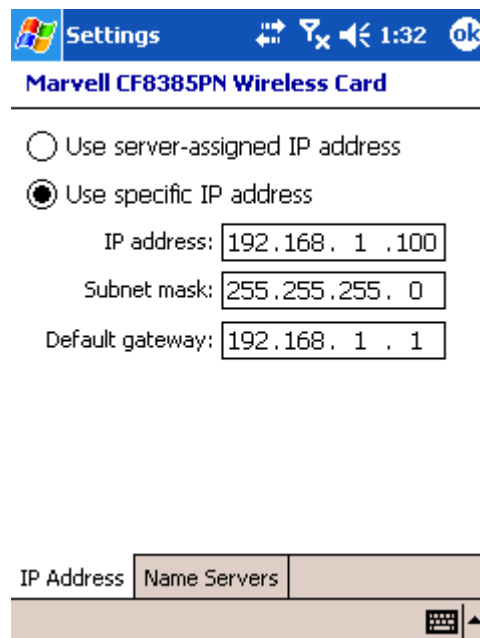 Settings 1:32 ok
Marvell CF8385PN Wireless Card
Use server-assigned IP address
Use specific IP address
IP address: 192.168. 1 .100
Subnet mask: 255.255.255. 0
Default gateway: 192.168. 1 . 1
IP Address Name Servers